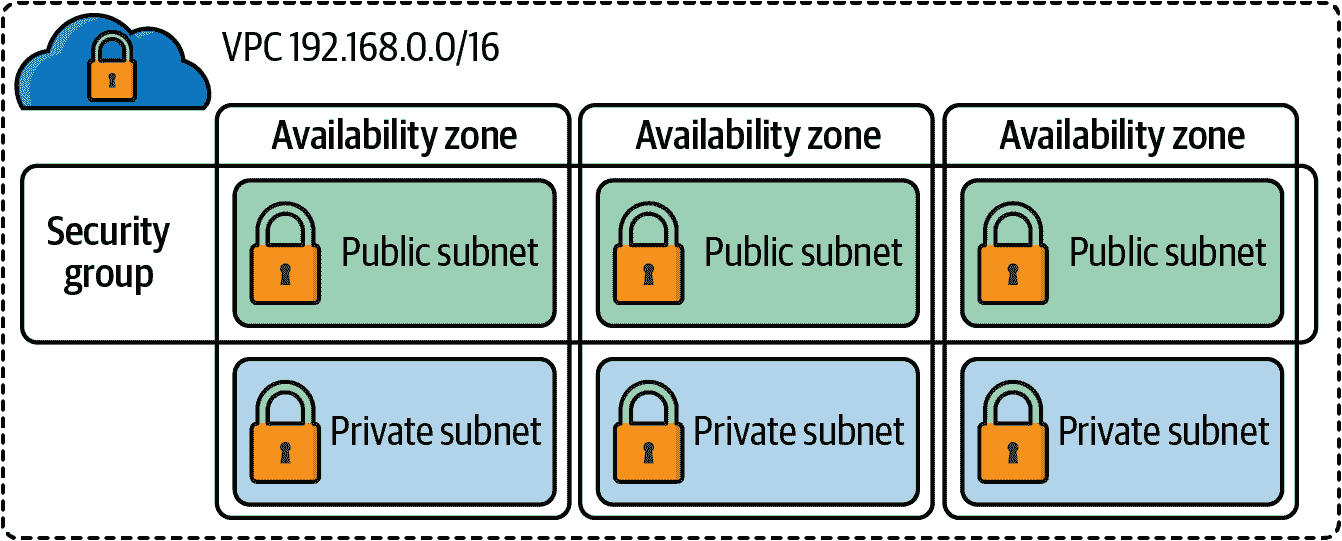 VPC 192.168.0.0/16
Availability zone
Availability zone
Availability zone
Security
group
Public subnet
Public subnet
Public subnet
Private subnet
Private subnet
Private subnet